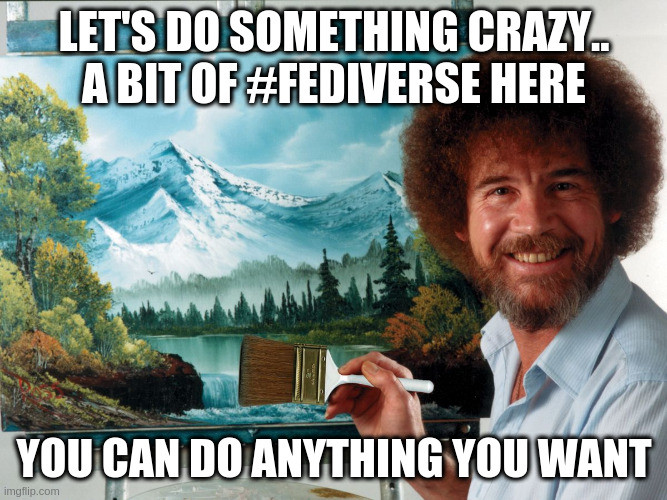 LET'S DO SOMETHING CRAZY..
A BIT OF #FEDIVERSE HERE
YOU CAN DO ANYTHING YOU WANT
imgflip.com